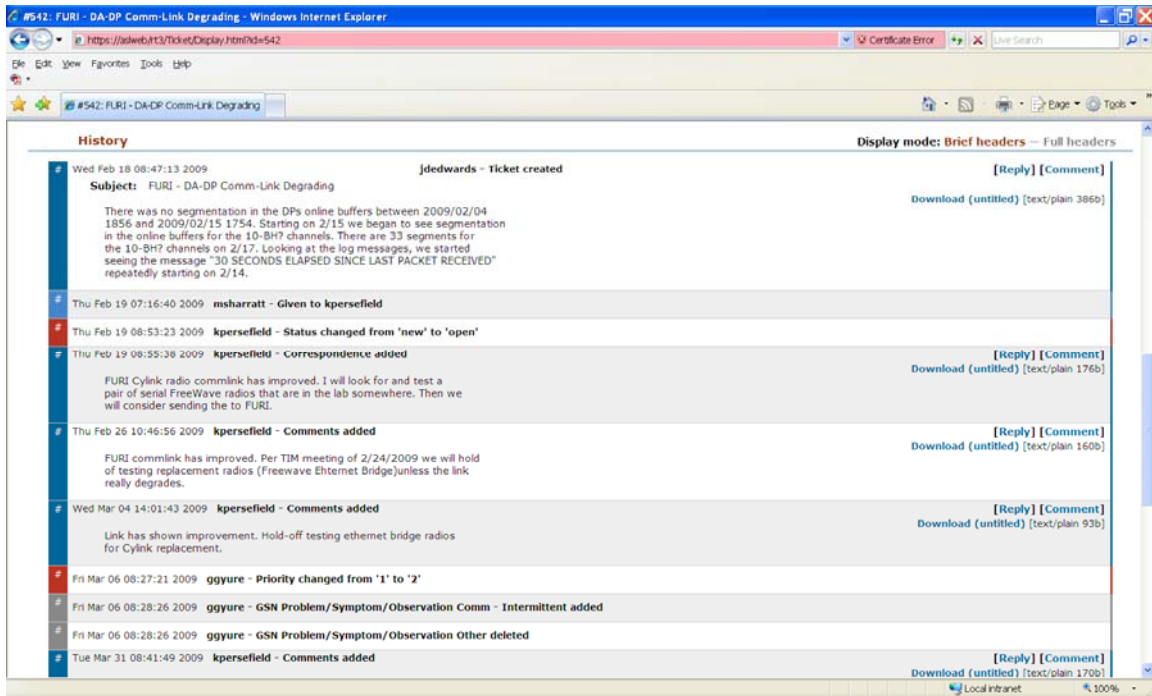 #542: FURI - DA-DP Comm-Link Degrading - Windows Internet Explorer
https://aslweb/rt3/Ticket/Display.html?id=542
Certificate Error
Live Search
File Edit View Favorites Tools Help
#542: FURI - DA-DP Comm-Link Degrading
Page Tools
History
Display mode: Brief headers — Full headers
# Wed Feb 18 08:47:13 2009 jdedwards - Ticket created [Reply] [Comment]
Subject: FURI - DA-DP Comm-Link Degrading
Download (untitled) [text/plain 386b]
There was no segmentation in the DPs online buffers between 2009/02/04
1856 and 2009/02/15 1754. Starting on 2/15 we began to see segmentation
in the online buffers for the 10-BH? channels. There are 33 segments for
the 10-BH? channels on 2/17. Looking at the log messages, we started
seeing the message "30 SECONDS ELAPSED SINCE LAST PACKET RECEIVED"
repeatedly starting on 2/14.
# Thu Feb 19 07:16:40 2009 msharratt - Given to kpersefield
# Thu Feb 19 08:53:23 2009 kpersefield - Status changed from 'new' to 'open'
# Thu Feb 19 08:55:38 2009 kpersefield - Correspondence added [Reply] [Comment]
Download (untitled) [text/plain 176b]
FURI Cylink radio commlink has improved. I will look for and test a
pair of serial FreeWave radios that are in the lab somewhere. Then we
will consider sending the to FURI.
# Thu Feb 26 10:46:56 2009 kpersefield - Comments added [Reply] [Comment]
Download (untitled) [text/plain 160b]
FURI commlink has improved. Per TIM meeting of 2/24/2009 we will hold
of testing replacement radios (Freewave Ehternet Bridge)unless the link
really degrades.
# Wed Mar 04 14:01:43 2009 kpersefield - Comments added [Reply] [Comment]
Download (untitled) [text/plain 93b]
Link has shown improvement. Hold-off testing ethernet bridge radios
for Cylink replacement.
# Fri Mar 06 08:27:21 2009 ggyure - Priority changed from '1' to '2'
# Fri Mar 06 08:28:26 2009 ggyure - GSN Problem/Symptom/Observation Comm - Intermittent added
# Fri Mar 06 08:28:26 2009 ggyure - GSN Problem/Symptom/Observation Other deleted
# Tue Mar 31 08:41:49 2009 kpersefield - Comments added [Reply] [Comment]
Download (untitled) [text/plain 170b]
Local intranet 100%